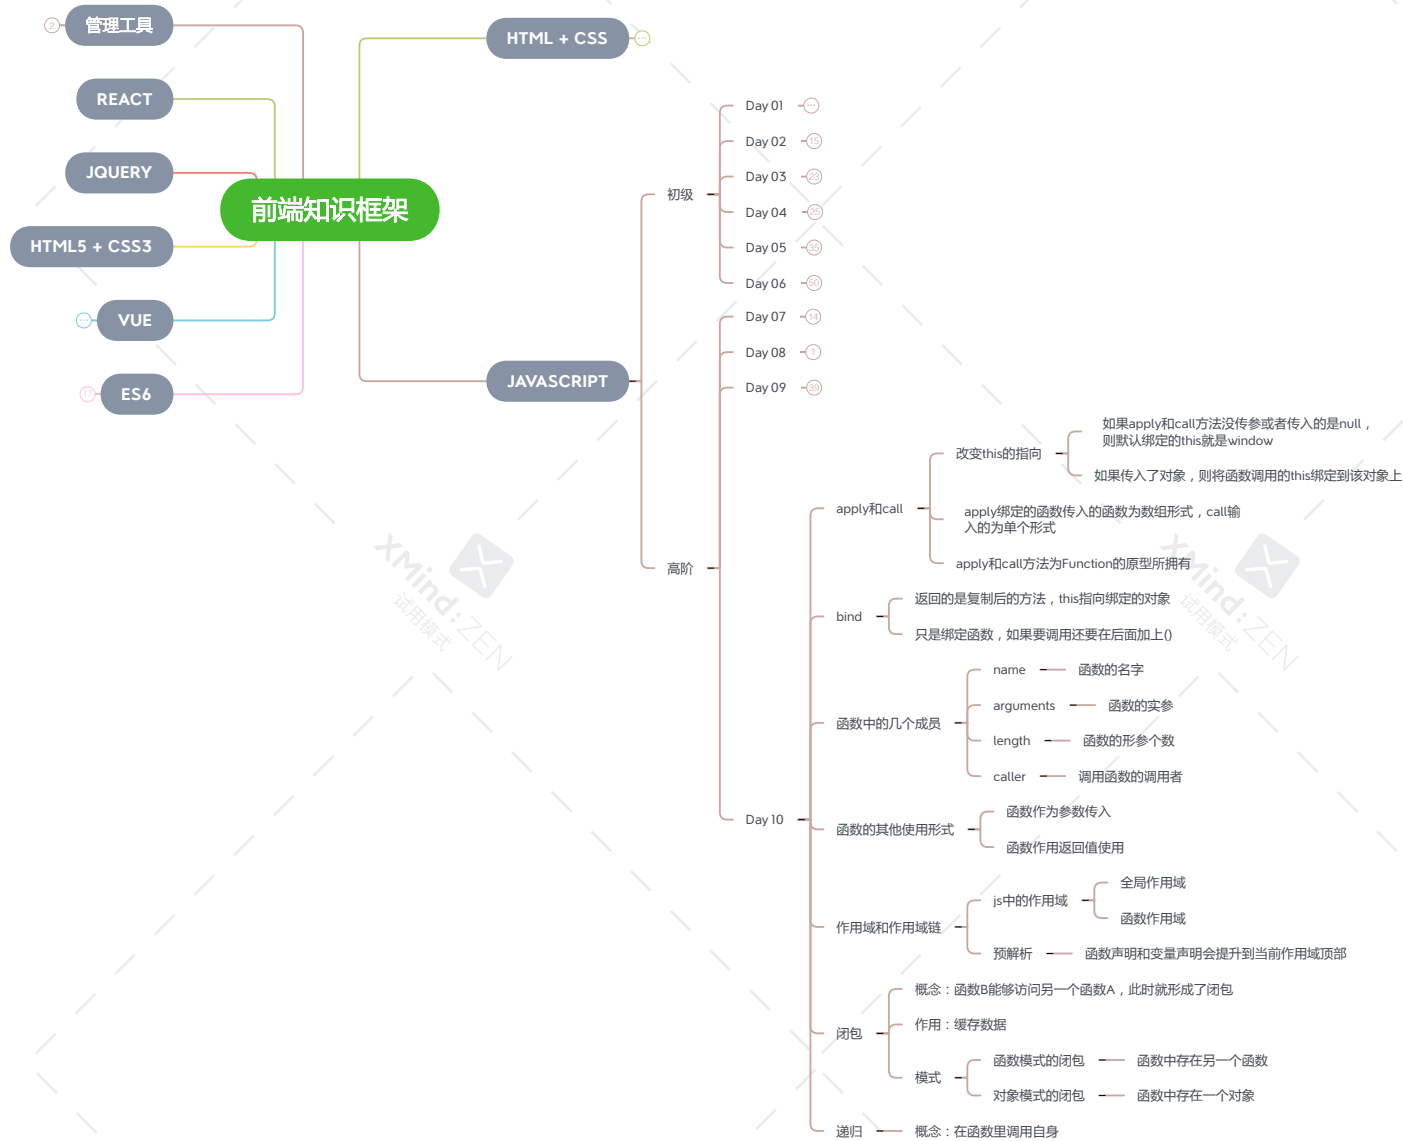 前端知识框架
管理工具
2
REACT
JQUERY
HTML5 + CSS3
VUE
ES6
17
HTML + CSS
JAVASCRIPT
初级
Day 01
Day 02
15
Day 03
23
Day 04
25
Day 05
35
Day 06
50
高阶
Day 07
14
Day 08
1
Day 09
39
Day 10
apply和call
改变this的指向
如果apply和call方法没传参或者传入的是null，
则默认绑定的this就是window
如果传入了对象，则将函数调用的this绑定到该对象上
apply绑定的函数传入的函数为数组形式，call输
入的为单个形式
apply和call方法为Function的原型所拥有
bind
返回的是复制后的方法，this指向绑定的对象
只是绑定函数，如果要调用还要在后面加上()
函数中的几个成员
name
函数的名字
arguments
函数的实参
length
函数的形参个数
caller
调用函数的调用者
函数的其他使用形式
函数作为参数传入
函数作用返回值使用
作用域和作用域链
js中的作用域
全局作用域
函数作用域
预解析
函数声明和变量声明会提升到当前作用域顶部
闭包
概念：函数B能够访问另一个函数A，此时就形成了闭包
作用：缓存数据
模式
函数模式的闭包
函数中存在另一个函数
对象模式的闭包
函数中存在一个对象
递归
概念：在函数里调用自身
XMind:ZEN
试用模式
XMind:ZEN
试用模式